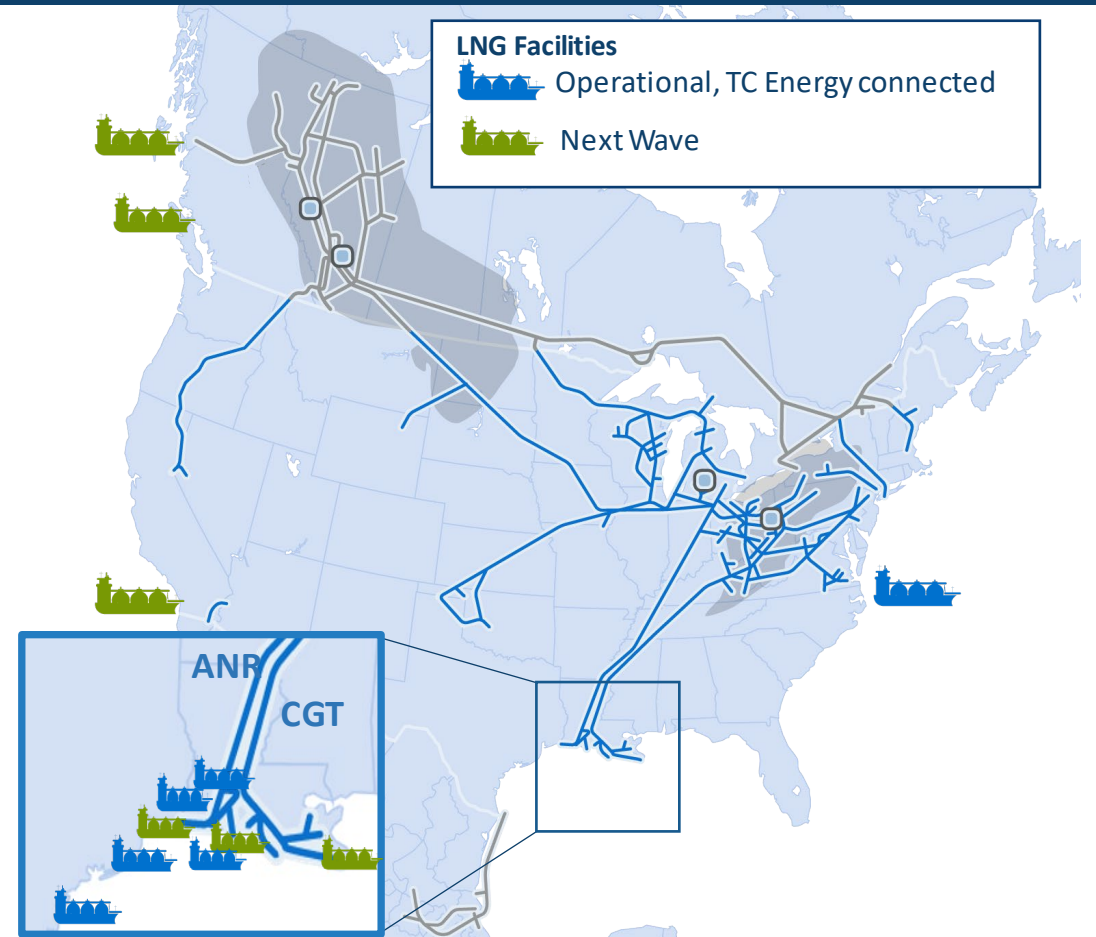 LNG Facilities
Operational, TC Energy connected
Next Wave
ANR
CGT